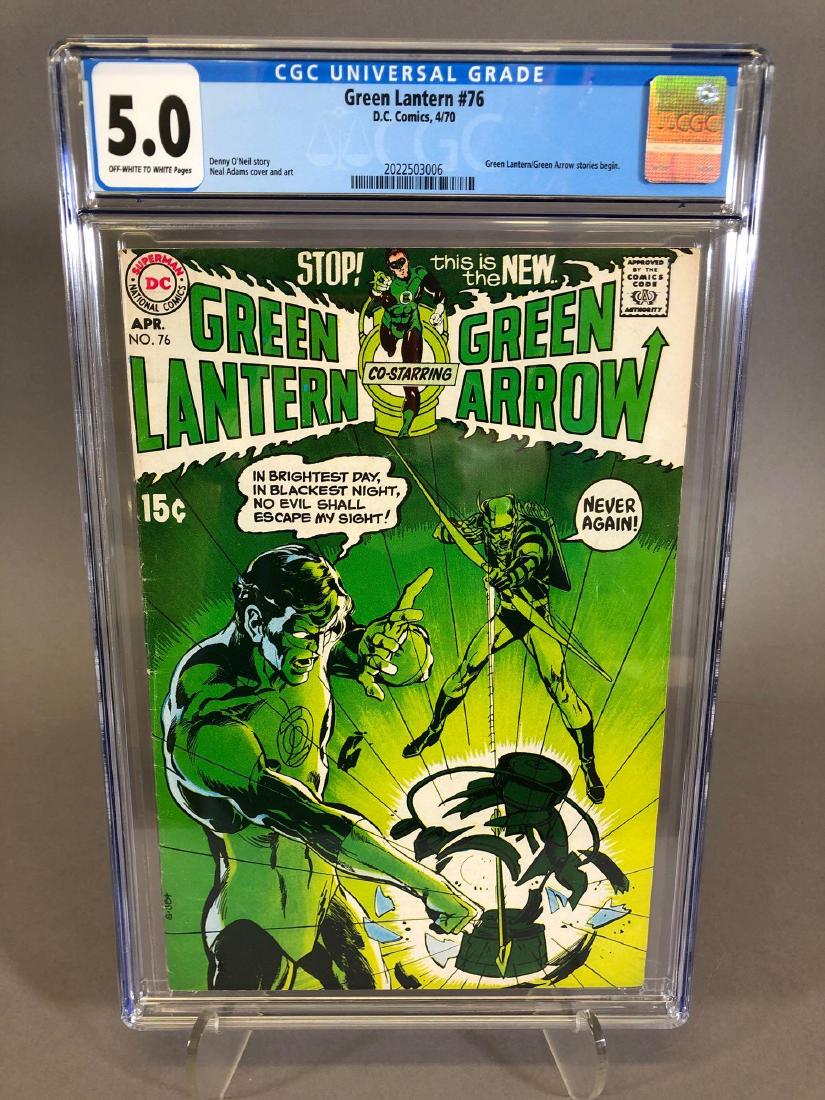 CGC UNIVERSAL GRADE
5.0
OFF-WHITE TO WHITE Pages
Green Lantern #76
D.C. Comics, 4/70
Denny O'Neil story
Neal Adams cover and art
Green Lantern/Green Arrow stories begin.
2022503006
CGC
CGC
SUPERMAN
DC
NATIONAL COMICS
APR.
NO. 76
STOP!
this is
the NEW..
APPROVED
BY THE
COMICS
CODE
CA
AUTHORITY
GREEN
LANTERN
CO-STARRING
GREEN
ARROW
15¢
IN BRIGHTEST DAY,
IN BLACKEST NIGHT,
NO EVIL SHALL
ESCAPE MY SIGHT!
NEVER
AGAIN!